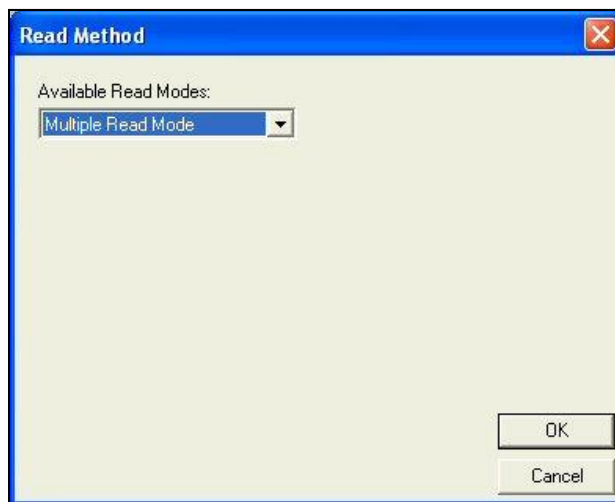 Read Method
Available Read Modes:
Multiple Read Mode
OK
Cancel